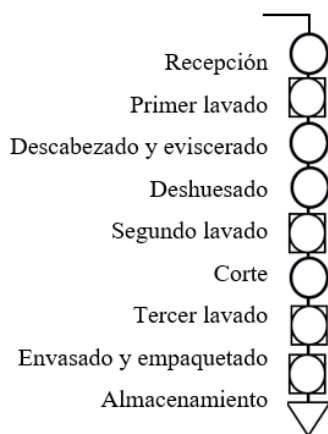 Recepción
Primer lavado
Descabezado y eviscerado
Deshuesado
Segundo lavado
Corte
Tercer lavado
Envasado y empaquetado
Almacenamiento